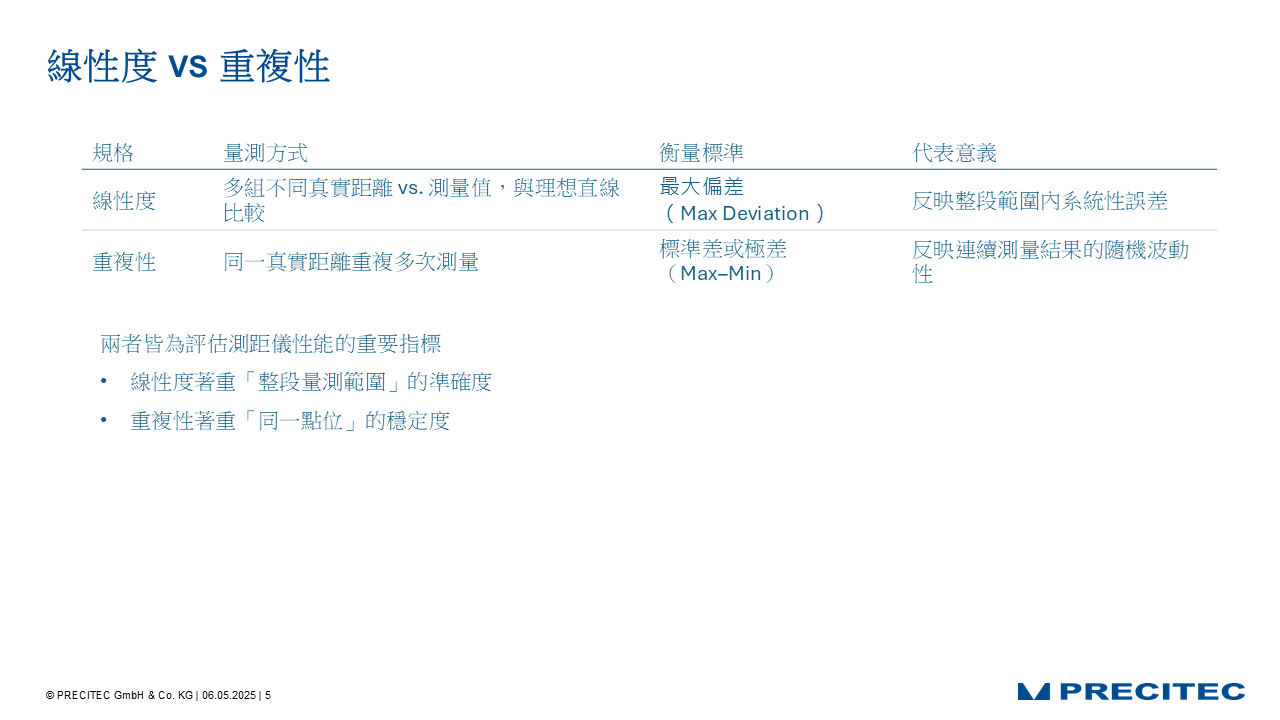 線性度 VS 重複性
規格 量測方式 衡量標準 代表意義
線性度 多組不同真實距離 vs. 測量值，與理想直線比較 最大偏差（Max Deviation） 反映整段範圍內系統性誤差
重複性 同一真實距離重複多次測量 標準差或極差（Max–Min） 反映連續測量結果的隨機波動性
兩者皆為評估測距儀性能的重要指標
• 線性度著重「整段量測範圍」的準確度
• 重複性著重「同一點位」的穩定度
© PRECITEC GmbH & Co. KG | 06.05.2025 | 5
PRECITEC